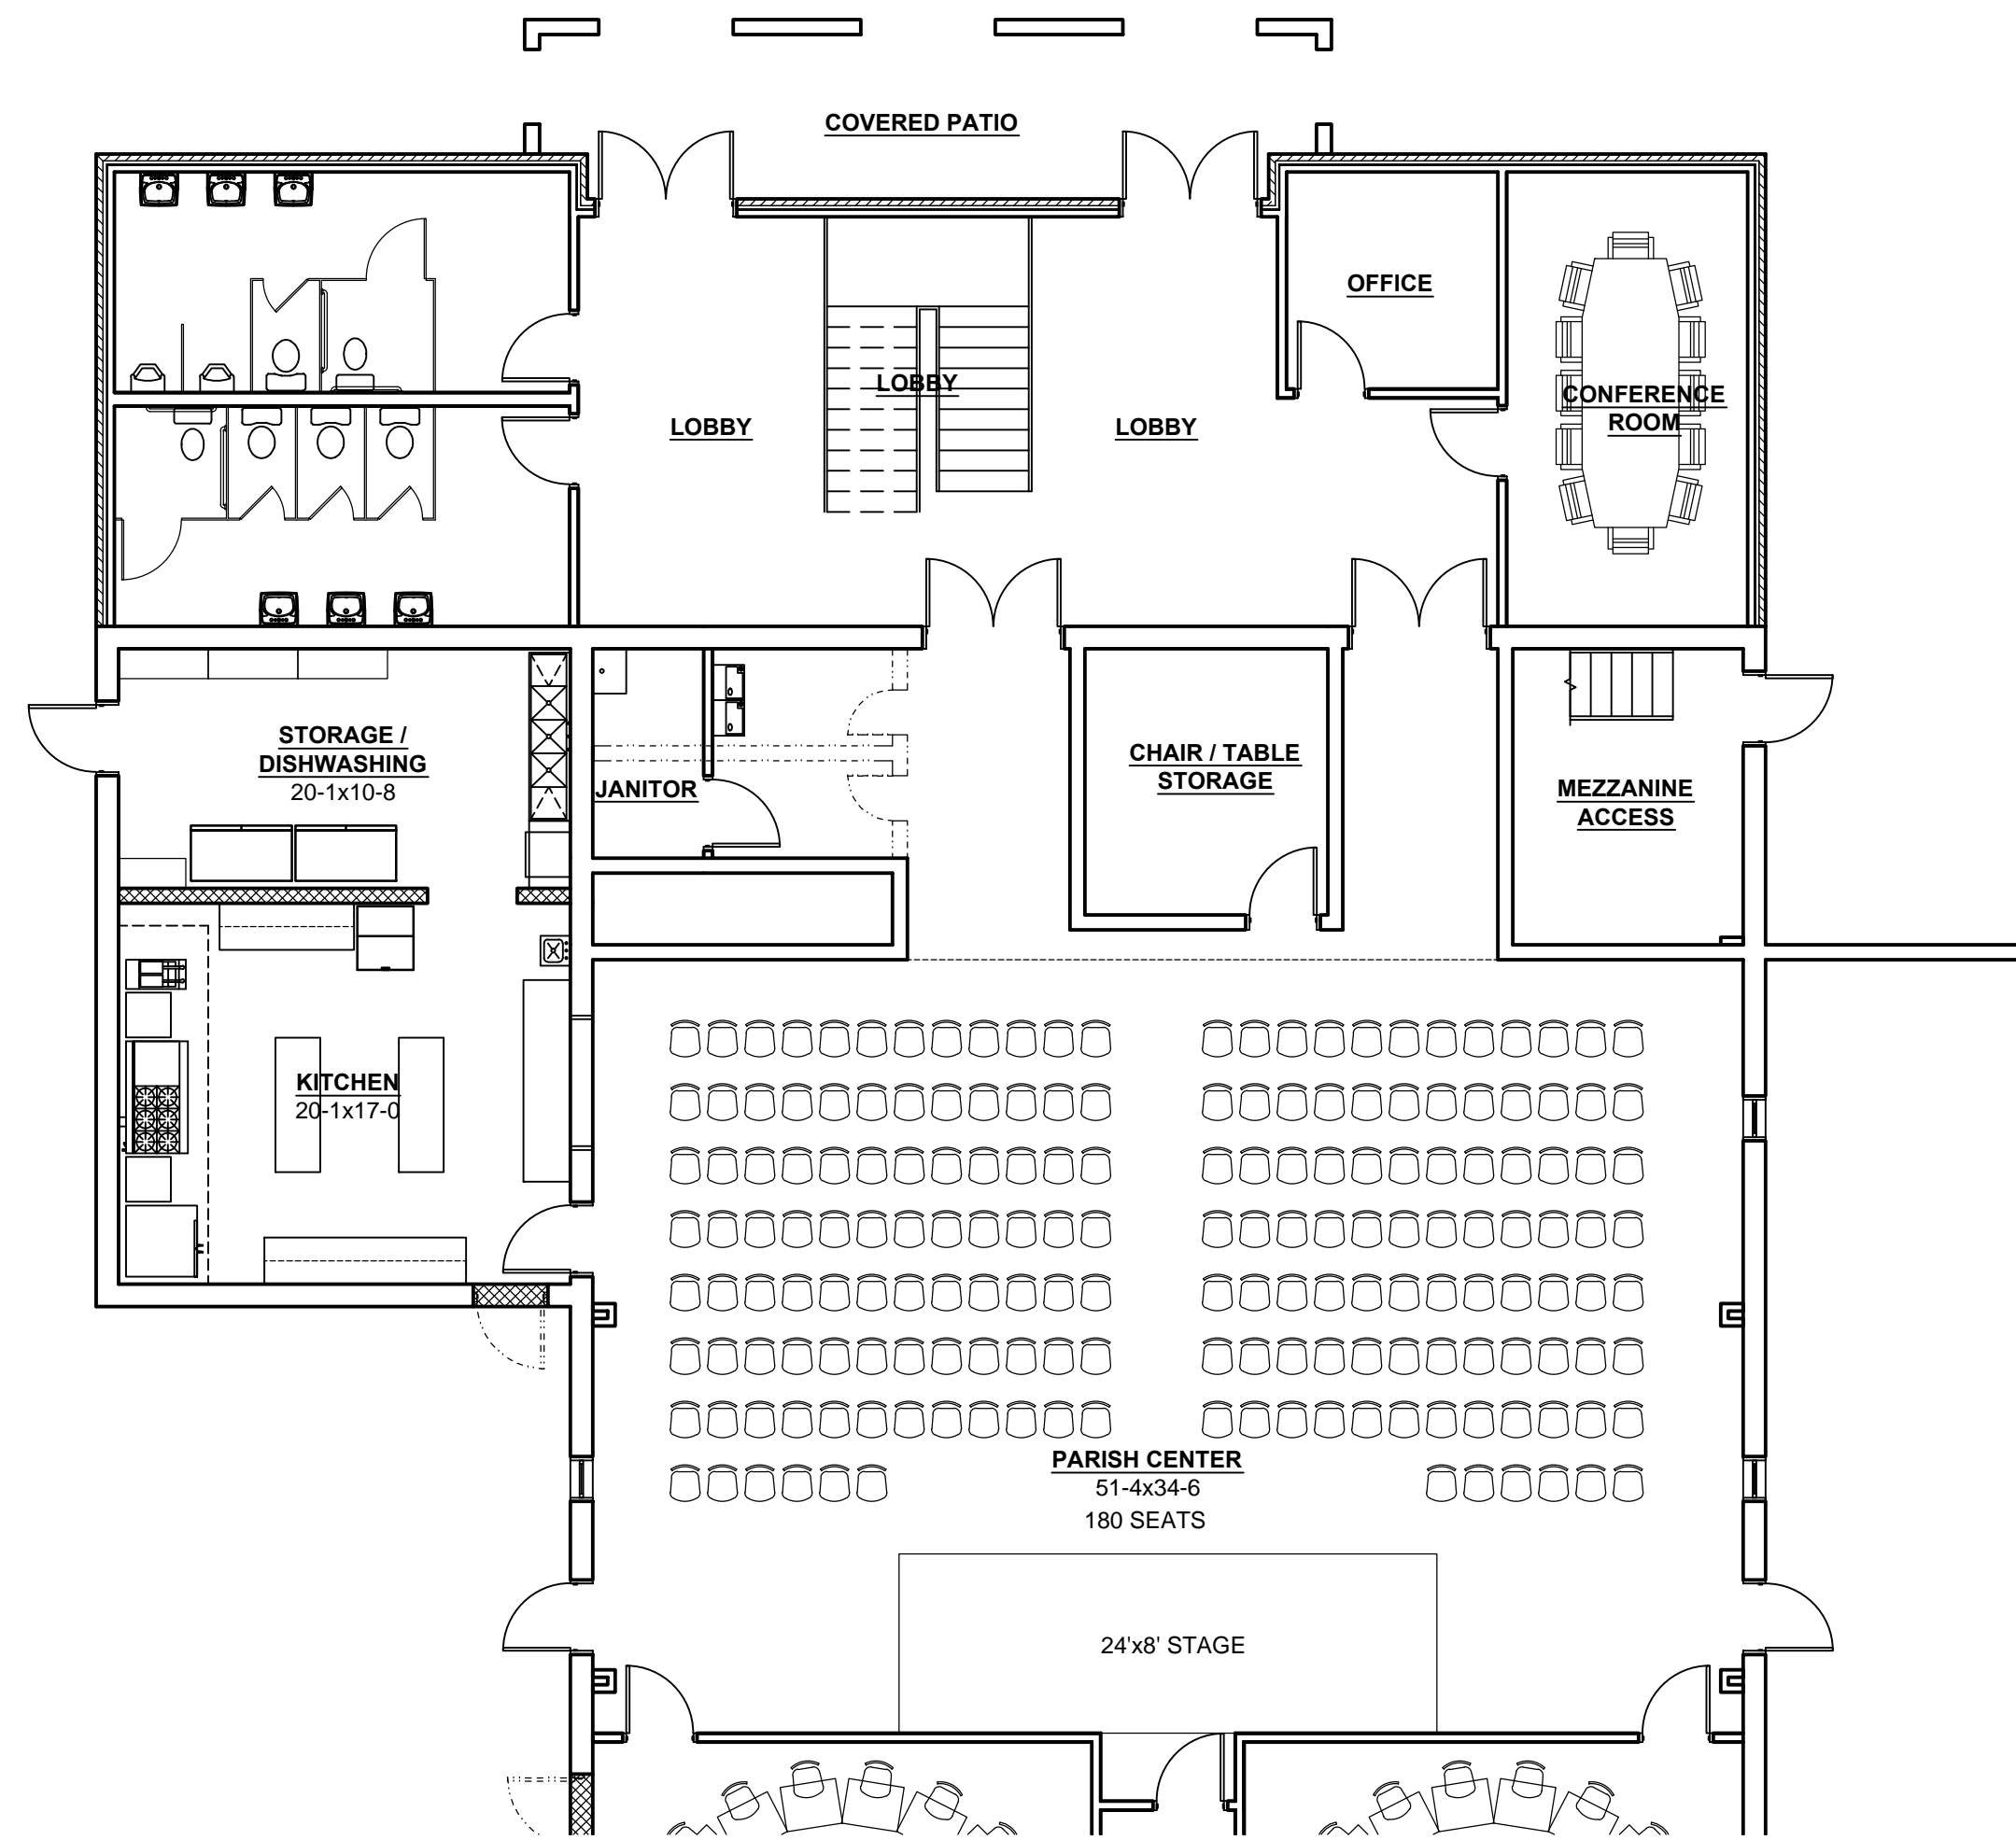 COVERED PATIO
OFFICE
LOBBY
CONFERENCE
ROOM
LOBBY
LOBBY
STORAGE /
DISHWASHING
20-1x10-8
JANITOR
CHAIR / TABLE
STORAGE
MEZZANINE
ACCESS
KITCHEN
20-1x17-0
PARISH CENTER
51-4x34-6
180 SEATS
24'x8' STAGE